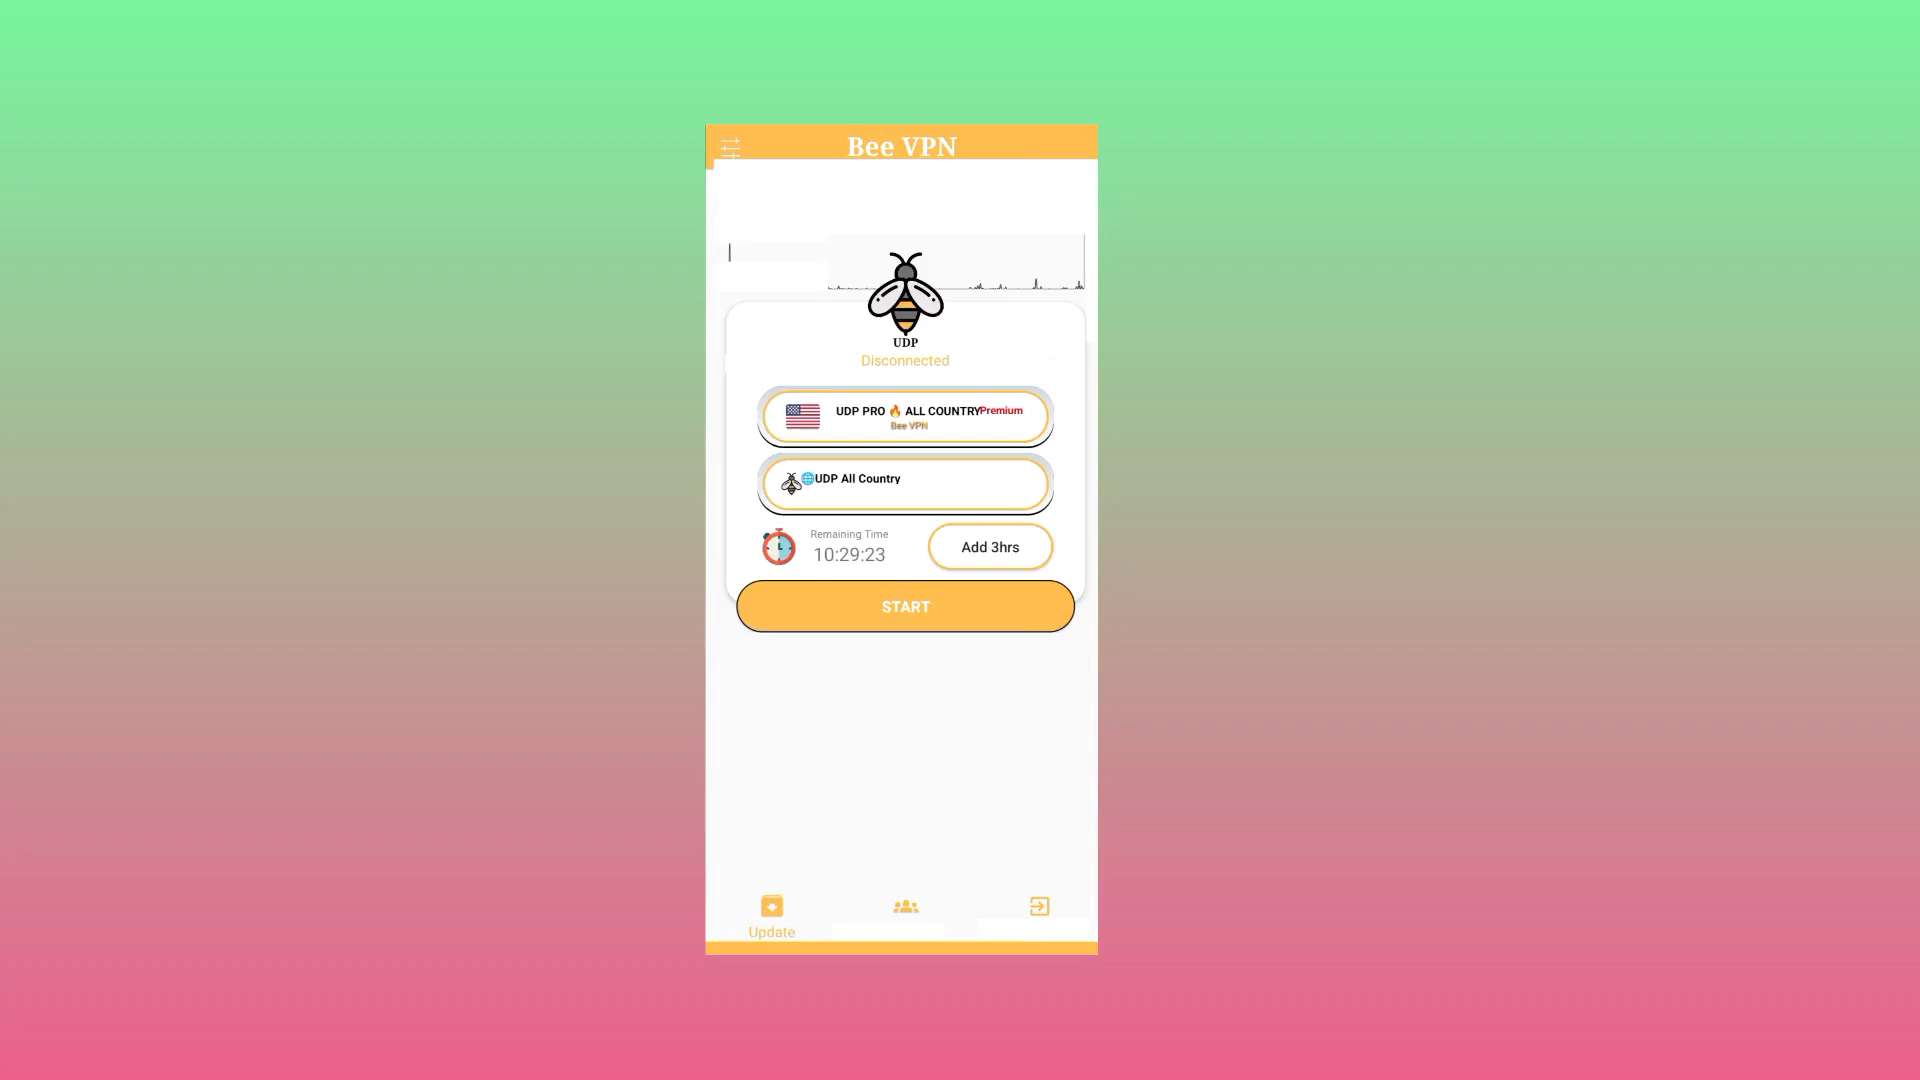 Bee VPN
UDP
Disconnected
UDP PRO 🔥 ALL COUNTRYPremium
Bee VPN
🌐UDP All Country
Remaining Time
10:29:23
Add 3hrs
START
Update